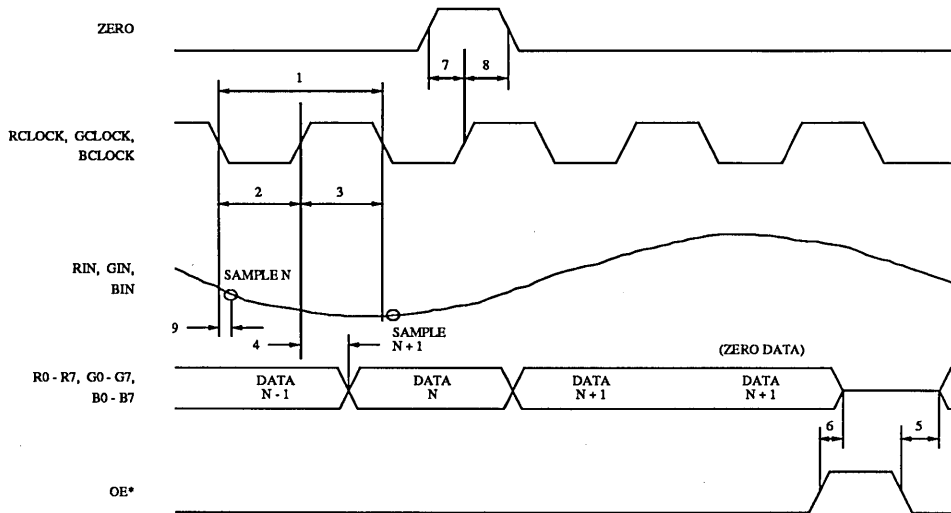 ZERO
7 8
1
RCLOCK, GCLOCK,
BCLOCK
2 3
RIN, GIN,
BIN
SAMPLE N
9
4
SAMPLE
N + 1
(ZERO DATA)
R0 - R7, G0 - G7,
B0 - B7
DATA
N - 1
DATA
N
DATA
N + 1
DATA
N + 1
6 5
OE*